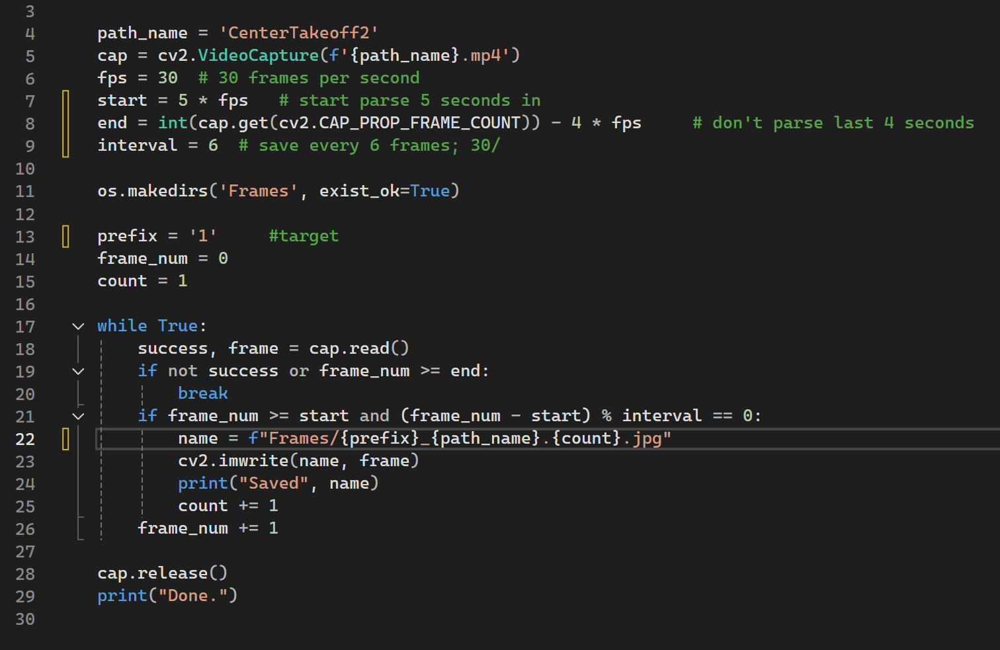 3
4 path_name = 'CenterTakeoff2'
5 cap = cv2.VideoCapture(f'{path_name}.mp4')
6 fps = 30  # 30 frames per second
7 start = 5 * fps   # start parse 5 seconds in
8 end = int(cap.get(cv2.CAP_PROP_FRAME_COUNT)) - 4 * fps     # don't parse last 4 seconds
9 interval = 6  # save every 6 frames; 30/
10
11 os.makedirs('Frames', exist_ok=True)
12
13 prefix = '1'     #target
14 frame_num = 0
15 count = 1
16
17 while True:
18     success, frame = cap.read()
19     if not success or frame_num >= end:
20         break
21     if frame_num >= start and (frame_num - start) % interval == 0:
22         name = f"Frames/{prefix}_{path_name}.{count}.jpg"
23         cv2.imwrite(name, frame)
24         print("Saved", name)
25         count += 1
26     frame_num += 1
27
28 cap.release()
29 print("Done.")
30